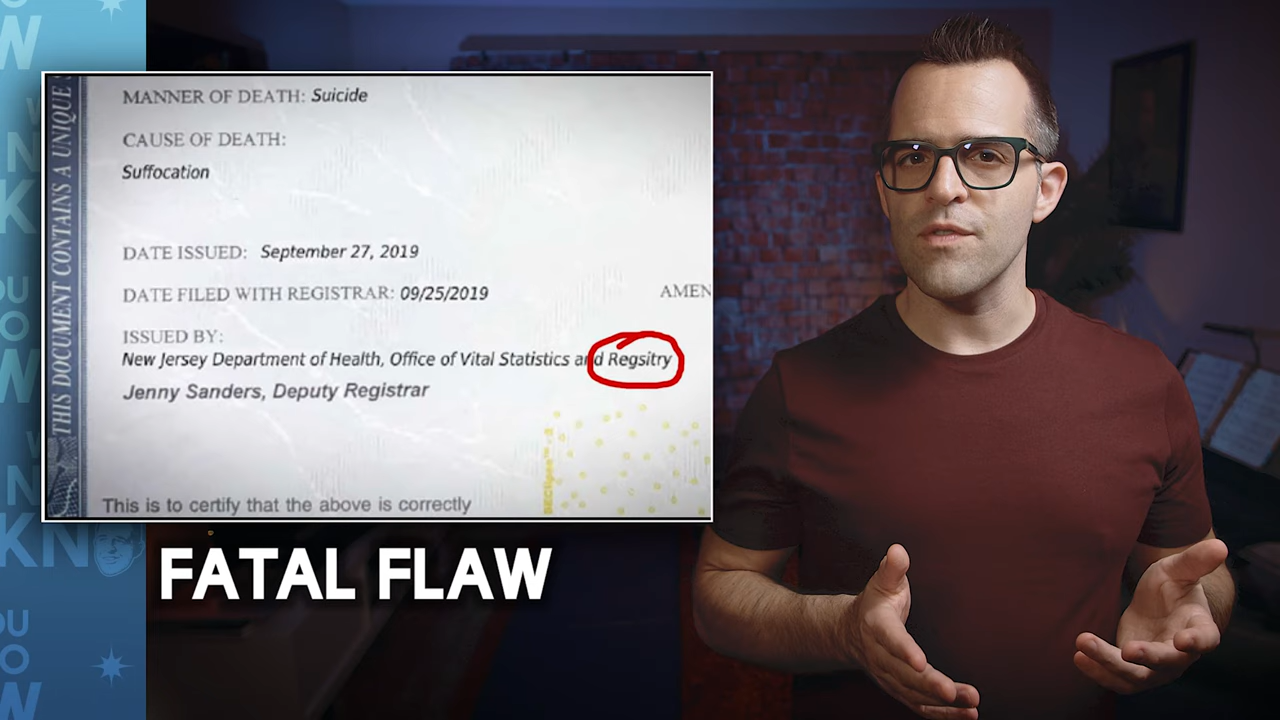 THIS DOCUMENT CONTAINS A UNIQUE
MANNER OF DEATH: Suicide
CAUSE OF DEATH:
Suffocation
DATE ISSUED: September 27, 2019
DATE FILED WITH REGISTRAR: 09/25/2019
AMEN
ISSUED BY:
New Jersey Department of Health, Office of Vital Statistics and Regsitry
Jenny Sanders, Deputy Registrar
This is to certify that the above is correctly
FATAL FLAW